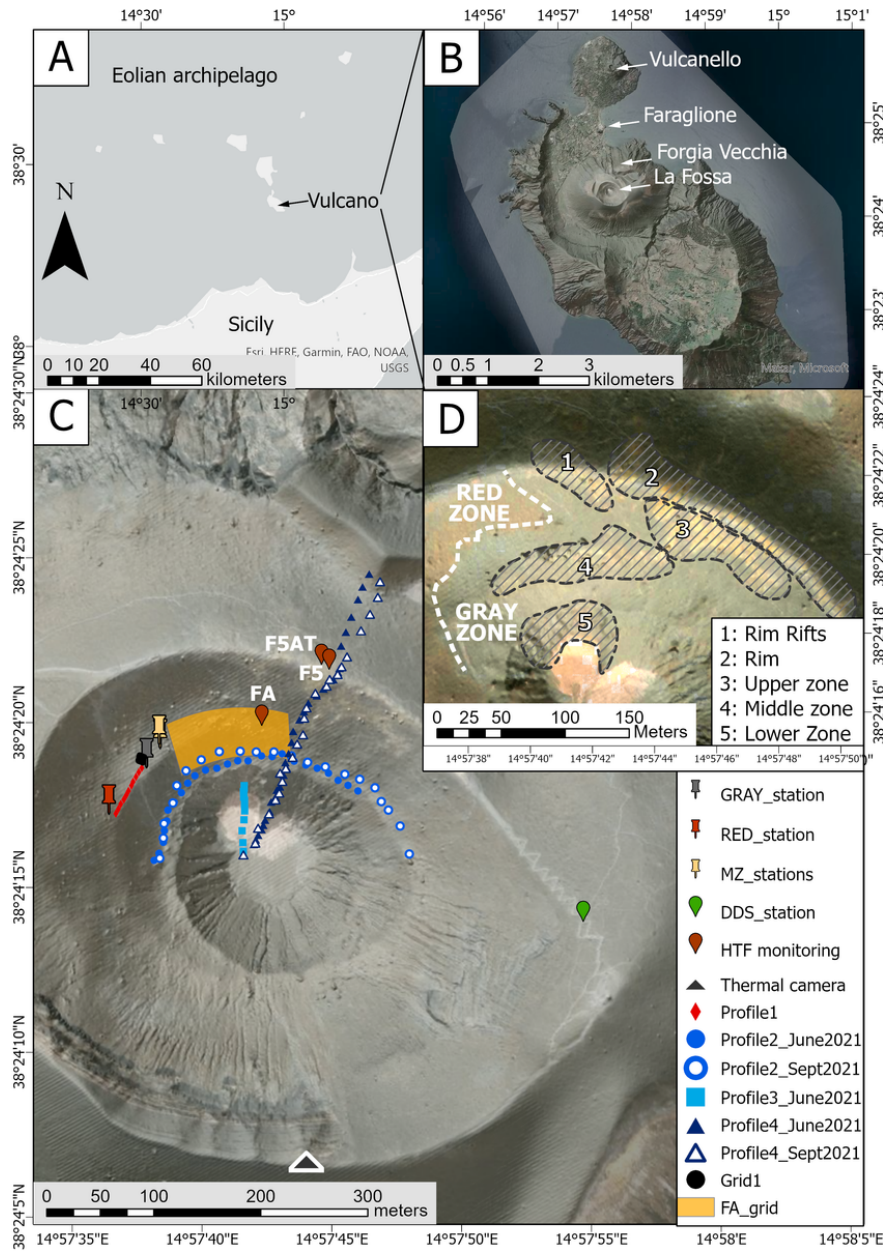 14°30'
15°
14°56'
14°57'
14°58'
14°59'
15°
15°1'
A
Eolian archipelago
38°30'
N
Vulcano
Sicily
Esri, HERE, Garmin, FAO, NOAA,
USGS
0 10 20 40 60
kilometers
38°
B
Vulcanello
Faraglione
Forgia Vecchia
La Fossa
0 0.5 1 2 3
kilometers
Maxar, Microsoft
38°25'
38°24'
38°23'
38°24'30"N
14°30'
15°
C
38°24'25"N
38°24'20"N
38°24'15"N
38°24'10"N
38°24'5"N
F5AT
F5
FA
0 50 100 200 300
meters
14°57'35"E
14°57'40"E
14°57'45"E
14°57'50"E
14°57'55"E
14°58'E
14°58'5"E
D
RED
ZONE
GRAY
ZONE
1
2
3
4
5
1: Rim Rifts
2: Rim
3: Upper zone
4: Middle zone
5: Lower Zone
0 25 50 100 150
Meters
14°57'38"
14°57'40"
14°57'42"
14°57'44"
14°57'46"
14°57'48"
14°57'50"
38°24'24"
38°24'22"
38°24'20"
38°24'18"
38°24'16"
GRAY_station
RED_station
MZ_stations
DDS_station
HTF monitoring
Thermal camera
Profile1
Profile2_June2021
Profile2_Sept2021
Profile3_June2021
Profile4_June2021
Profile4_Sept2021
Grid1
FA_grid